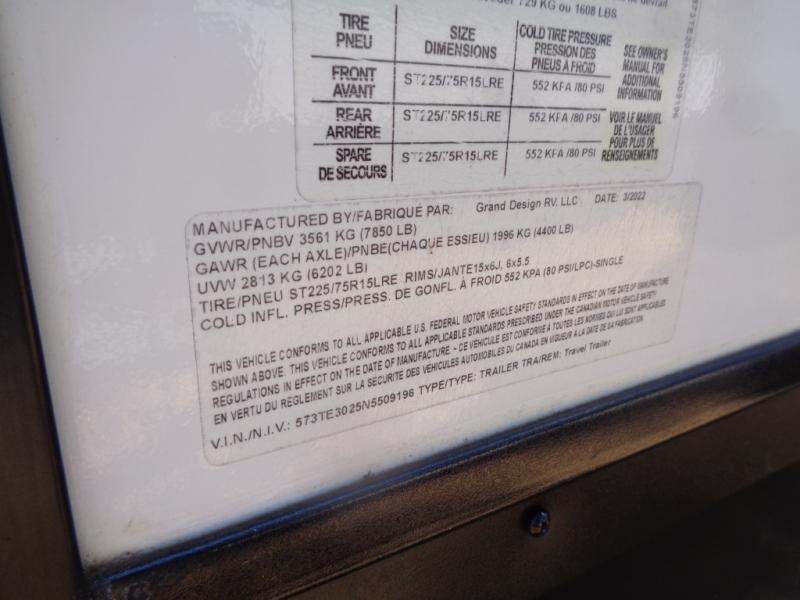 729 KG ou 1608 LBS
TIRE PNEU SIZE DIMENSIONS COLD TIRE PRESSURE PRESSION DES PNEUS À FROID SEE OWNER'S MANUAL FOR ADDITIONAL INFORMATION
FRONT AVANT ST225/75R15LRE 552 KPA /80 PSI
REAR ARRIÈRE ST225/75R15LRE 552 KPA /80 PSI VOIR LE MANUEL DE L'USAGER POUR PLUS DE RENSEIGNEMENTS
SPARE DE SECOURS ST225/75R15LRE 552 KPA /80 PSI
MANUFACTURED BY/FABRIQUÉ PAR: Grand Design RV, LLC DATE: 3/2022
GVWR/PNBV 3561 KG (7850 LB)
GAWR (EACH AXLE)/PNBE(CHAQUE ESSIEU) 1996 KG (4400 LB)
UVW 2813 KG (6202 LB)
TIRE/PNEU ST225/75R15LRE RIMS/JANTE15x6J, 6x5.5
COLD INFL. PRESS/PRESS. DE GONFL. À FROID 552 KPA (80 PSI/LPC)-SINGLE
THIS VEHICLE CONFORMS TO ALL APPLICABLE U.S. FEDERAL MOTOR VEHICLE SAFETY STANDARDS IN EFFECT ON THE DATE OF MANUFACTURE
SHOWN ABOVE. THIS VEHICLE CONFORMS TO ALL APPLICABLE STANDARDS PRESCRIBED UNDER THE CANADIAN MOTOR VEHICLE SAFETY
REGULATIONS IN EFFECT ON THE DATE OF MANUFACTURE - CE VÉHICULE EST CONFORME À TOUTES LES NORMES QUI LUI SONT APPLICABLES
EN VERTU DU RÈGLEMENT SUR LA SÉCURITÉ DES VÉHICULES AUTOMOBILES DU CANADA EN VIGUEUR À LA DATE DE SA FABRICATION.
V.I.N./N.I.V.: 573TE3025N5509196 TYPE/TYPE: TRAILER TRA/REM: Travel Trailer